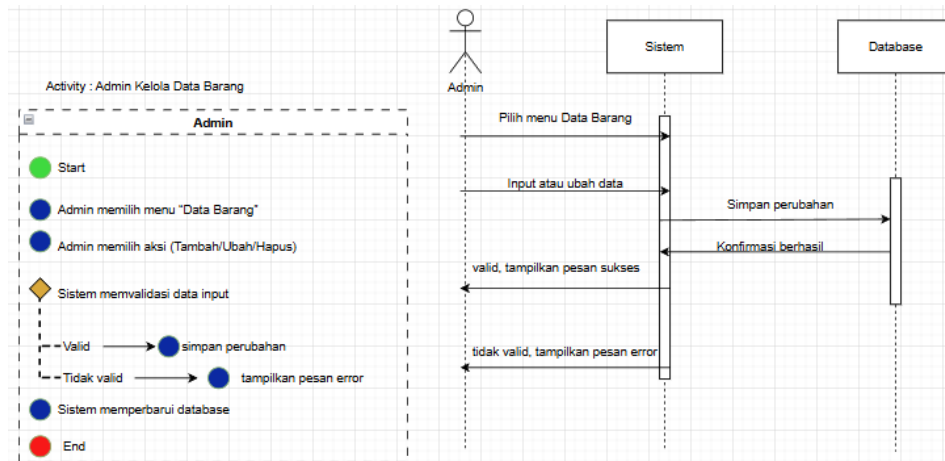 Activity : Admin Kelola Data Barang
Admin
Start
Admin memilih menu "Data Barang"
Admin memilih aksi (Tambah/Ubah/Hapus)
Sistem memvalidasi data input
Valid
simpan perubahan
Tidak valid
tampilkan pesan error
Sistem memperbarui database
End
Admin
Sistem
Database
Pilih menu Data Barang
Input atau ubah data
Simpan perubahan
Konfirmasi berhasil
valid, tampilkan pesan sukses
tidak valid, tampilkan pesan error